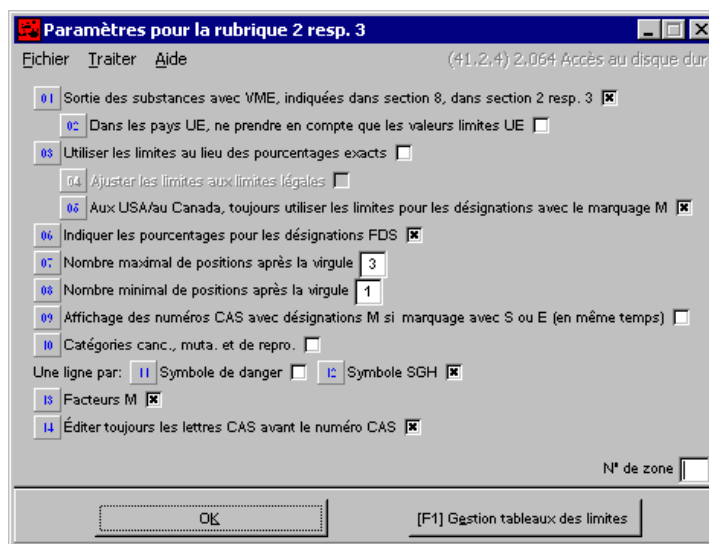 Paramètres pour la rubrique 2 resp. 3
Fichier Traiter Aide (41.2.4) 2.064 Accès au disque dur
01 Sortie des substances avec VME, indiquées dans section 8, dans section 2 resp. 3
02 Dans les pays UE, ne prendre en compte que les valeurs limites UE
03 Utiliser les limites au lieu des pourcentages exacts
04 Ajuster les limites aux limites légales
05 Aux USA/au Canada, toujours utiliser les limites pour les désignations avec le marquage M
06 Indiquer les pourcentages pour les désignations FDS
07 Nombre maximal de positions après la virgule 3
08 Nombre minimal de positions après la virgule 1
09 Affichage des numéros CAS avec désignations M si marquage avec S ou E (en même temps)
10 Catégories canc., muta. et de repro.
Une ligne par: 11 Symbole de danger 12 Symbole SGH
13 Facteurs M
14 Éditer toujours les lettres CAS avant le numéro CAS
N° de zone
OK [F1] Gestion tableaux des limites